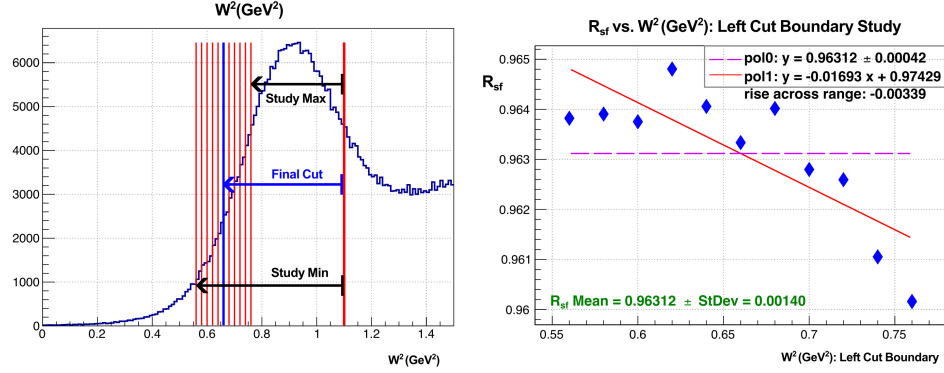 W²(GeV²)
6000
5000
4000
3000
2000
1000
0
Study Max
Final Cut
Study Min
0 0.2 0.4 0.6 0.8 1 1.2 1.4
W²(GeV²)
R_sf vs. W²(GeV²): Left Cut Boundary Study
R_sf
0.965
0.964
0.963
0.962
0.961
0.96
pol0: y = 0.96312 ± 0.00042
pol1: y = -0.01693 x + 0.97429
rise across range: -0.00339
R_sf Mean = 0.96312 ± StDev = 0.00140
0.55 0.6 0.65 0.7 0.75
W²(GeV²): Left Cut Boundary